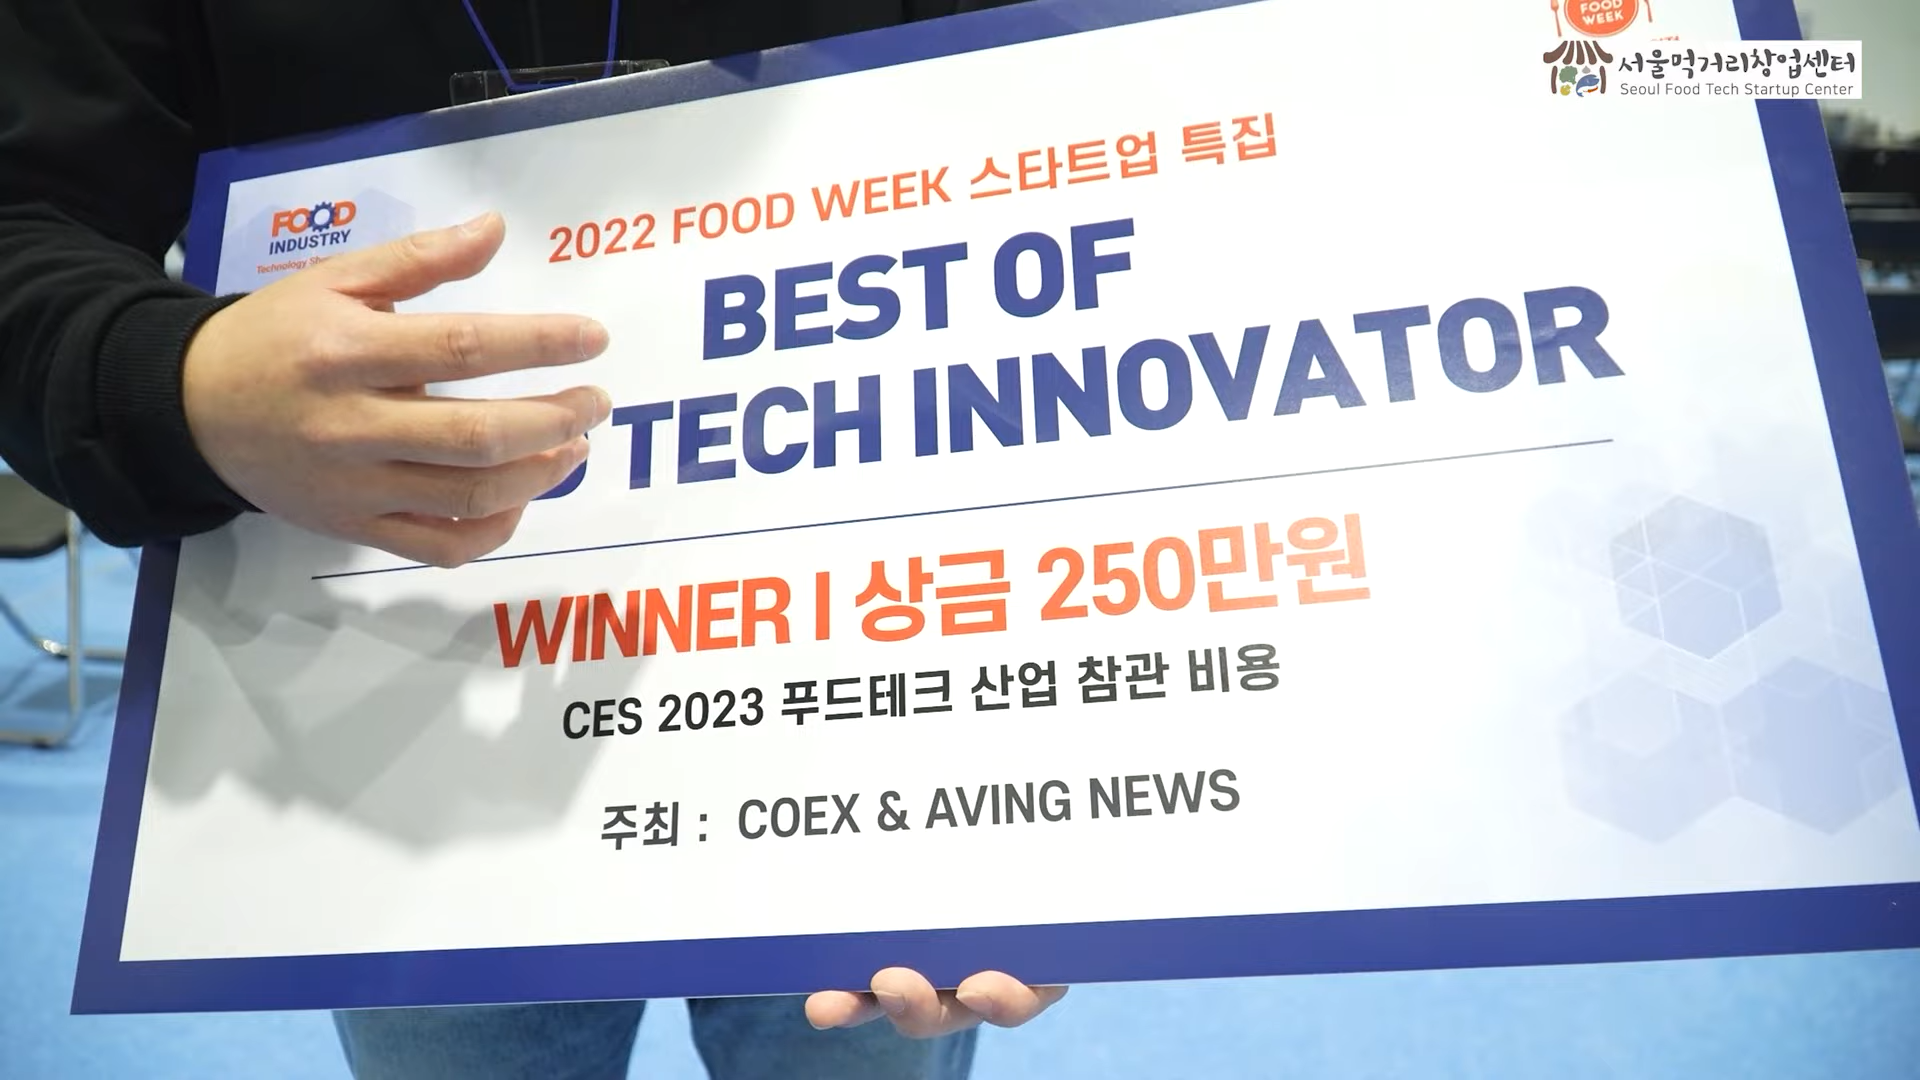 FOOD
WEEK
서울먹거리창업센터
Seoul Food Tech Startup Center
FOOD
INDUSTRY
Technology
2022 FOOD WEEK 스타트업 특집
BEST OF
TECH INNOVATOR
WINNER I 상금 250만원
CES 2023 푸드테크 산업 참관 비용
주최 : COEX & AVING NEWS